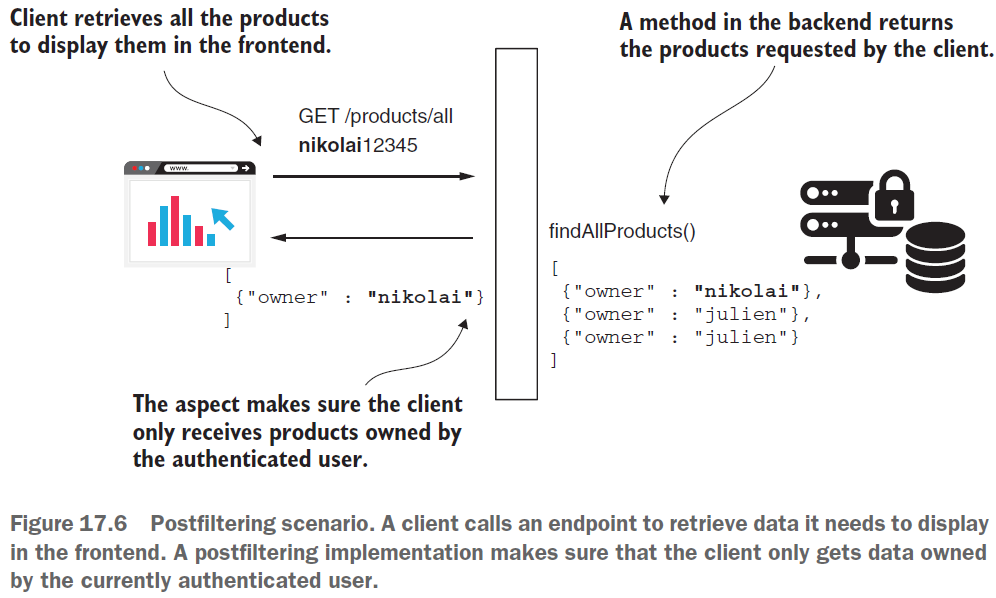 Client retrieves all the products
to display them in the frontend.
A method in the backend returns
the products requested by the client.
GET /products/all
nikolai12345
www.
findAllProducts()
[
{"owner" : "nikolai"}
]
[
{"owner" : "nikolai"},
{"owner" : "julien"},
{"owner" : "julien"}
]
The aspect makes sure the client
only receives products owned by
the authenticated user.
Figure 17.6 Postfiltering scenario. A client calls an endpoint to retrieve data it needs to display
in the frontend. A postfiltering implementation makes sure that the client only gets data owned
by the currently authenticated user.